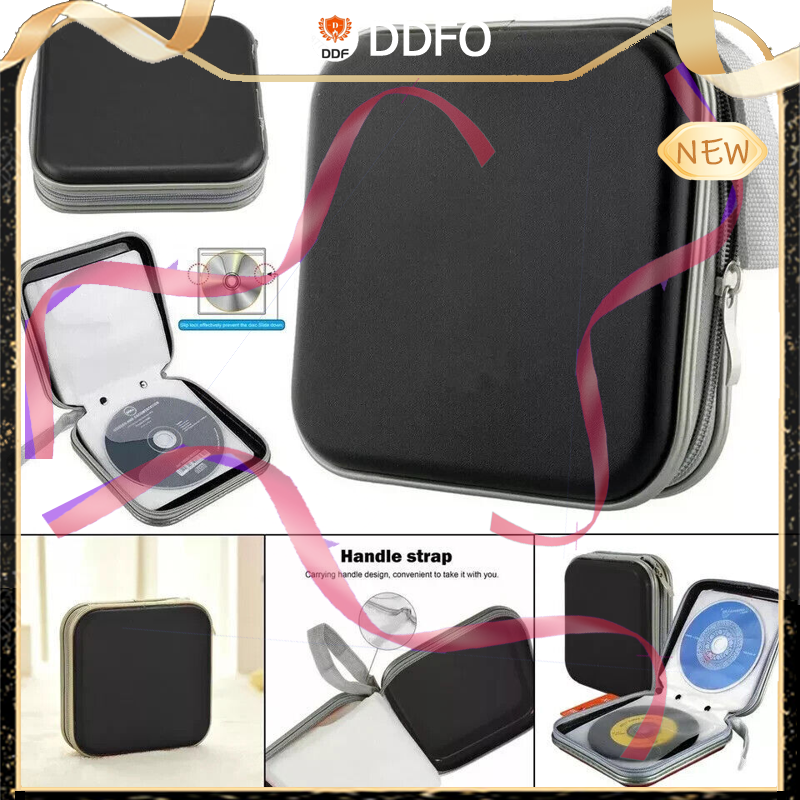 DDF
DDFO
NEW
Slip lock,effectively prevent the disc Slide down.
Handle strap
Carrying handle design, convenient to take it with you.